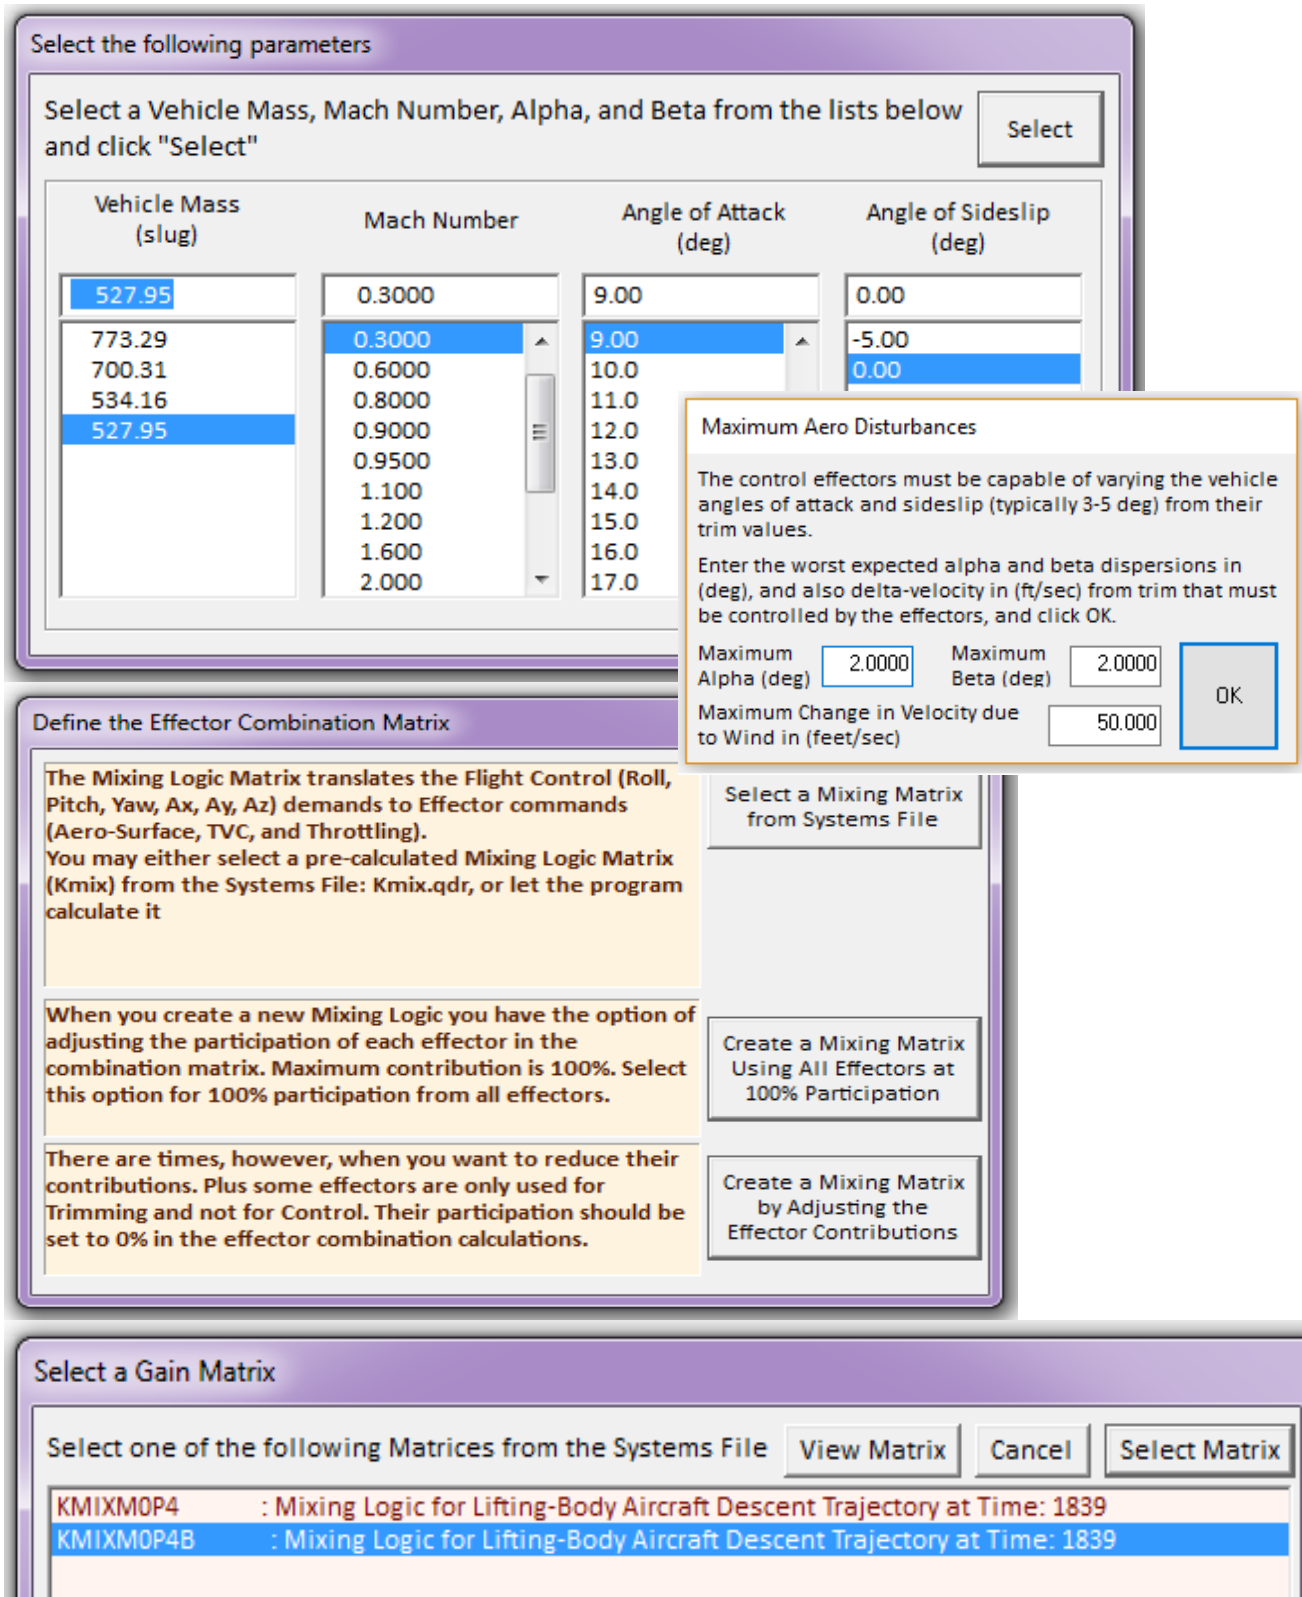 Select the following parameters
Select a Vehicle Mass, Mach Number, Alpha, and Beta from the lists below
and click "Select"
Select
Vehicle Mass
(slug)
Mach Number
Angle of Attack
(deg)
Angle of Sideslip
(deg)
527.95
0.3000
9.00
0.00
773.29
700.31
534.16
527.95
0.3000
0.6000
0.8000
0.9000
0.9500
1.100
1.200
1.600
2.000
9.00
10.0
11.0
12.0
13.0
14.0
15.0
16.0
17.0
-5.00
0.00
Maximum Aero Disturbances
The control effectors must be capable of varying the vehicle
angles of attack and sideslip (typically 3-5 deg) from their
trim values.
Enter the worst expected alpha and beta dispersions in
(deg), and also delta-velocity in (ft/sec) from trim that must
be controlled by the effectors, and click OK.
Maximum
Alpha (deg)
2.0000
Maximum
Beta (deg)
2.0000
OK
Maximum Change in Velocity due
to Wind in (feet/sec)
50.000
Define the Effector Combination Matrix
The Mixing Logic Matrix translates the Flight Control (Roll,
Pitch, Yaw, Ax, Ay, Az) demands to Effector commands
(Aero-Surface, TVC, and Throttling).
You may either select a pre-calculated Mixing Logic Matrix
(Kmix) from the Systems File: Kmix.qdr, or let the program
calculate it
Select a Mixing Matrix
from Systems File
When you create a new Mixing Logic you have the option of
adjusting the participation of each effector in the
combination matrix. Maximum contribution is 100%. Select
this option for 100% participation from all effectors.
Create a Mixing Matrix
Using All Effectors at
100% Participation
There are times, however, when you want to reduce their
contributions. Plus some effectors are only used for
Trimming and not for Control. Their participation should be
set to 0% in the effector combination calculations.
Create a Mixing Matrix
by Adjusting the
Effector Contributions
Select a Gain Matrix
Select one of the following Matrices from the Systems File
View Matrix
Cancel
Select Matrix
KMIXM0P4 : Mixing Logic for Lifting-Body Aircraft Descent Trajectory at Time: 1839
KMIXM0P4B : Mixing Logic for Lifting-Body Aircraft Descent Trajectory at Time: 1839